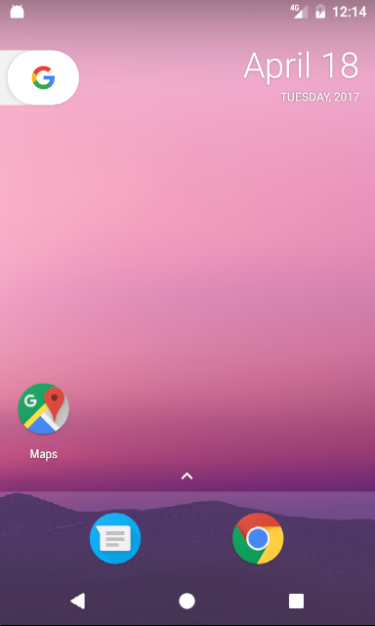 4G 12:14
G
April 18
TUESDAY, 2017
G
Maps